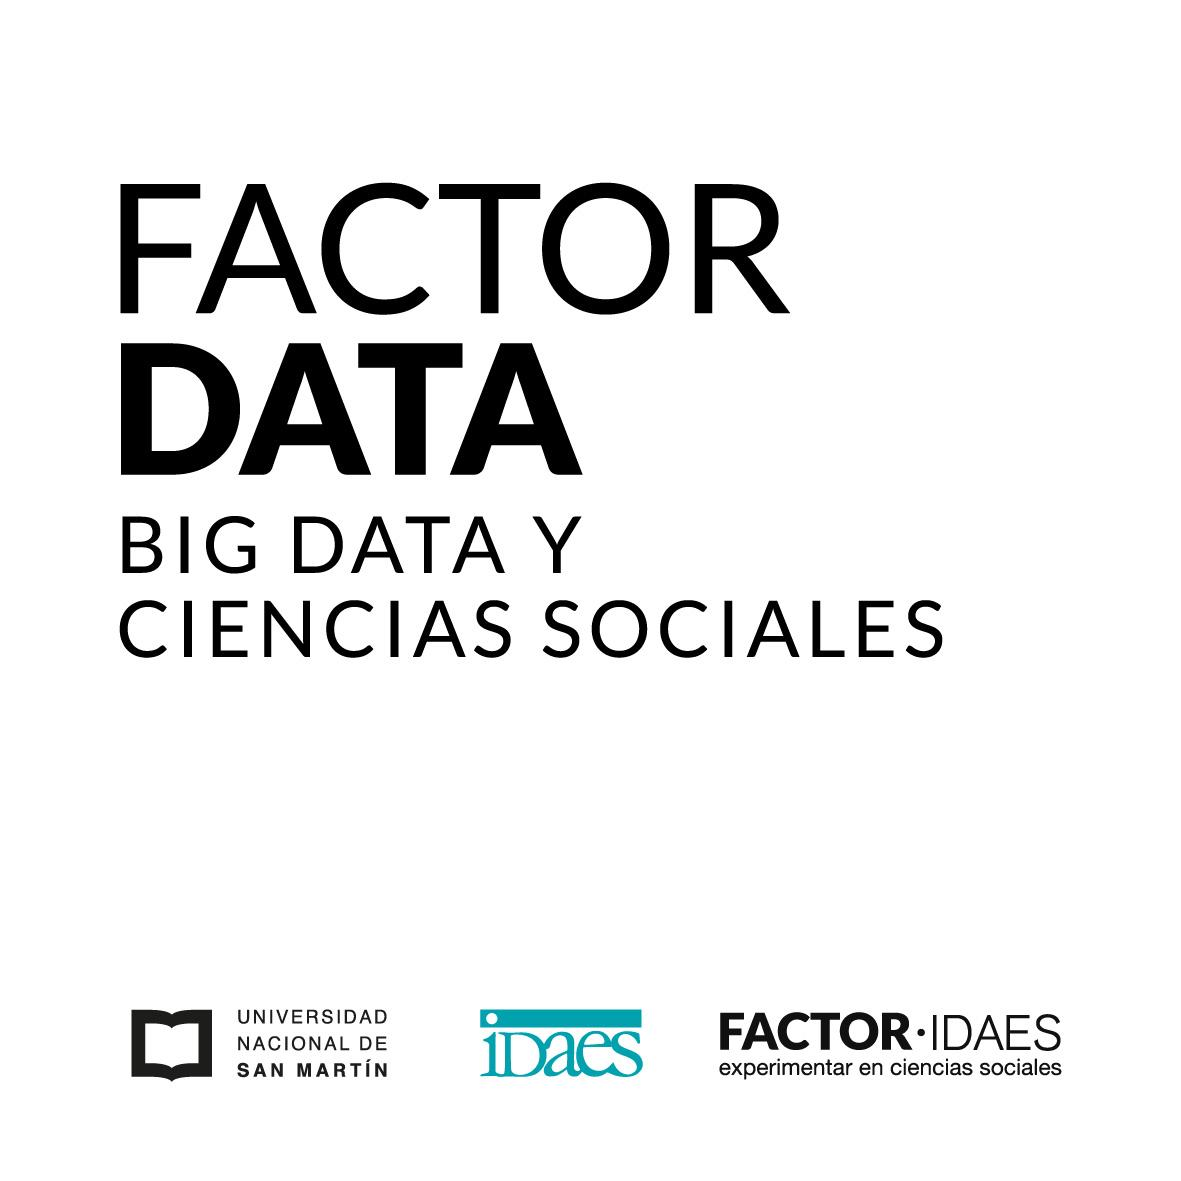 FACTOR
DATA
BIG DATA Y
CIENCIAS SOCIALES
UNIVERSIDAD
NACIONAL DE
SAN MARTÍN
iDaes
FACTOR·IDAES
experimentar en ciencias sociales